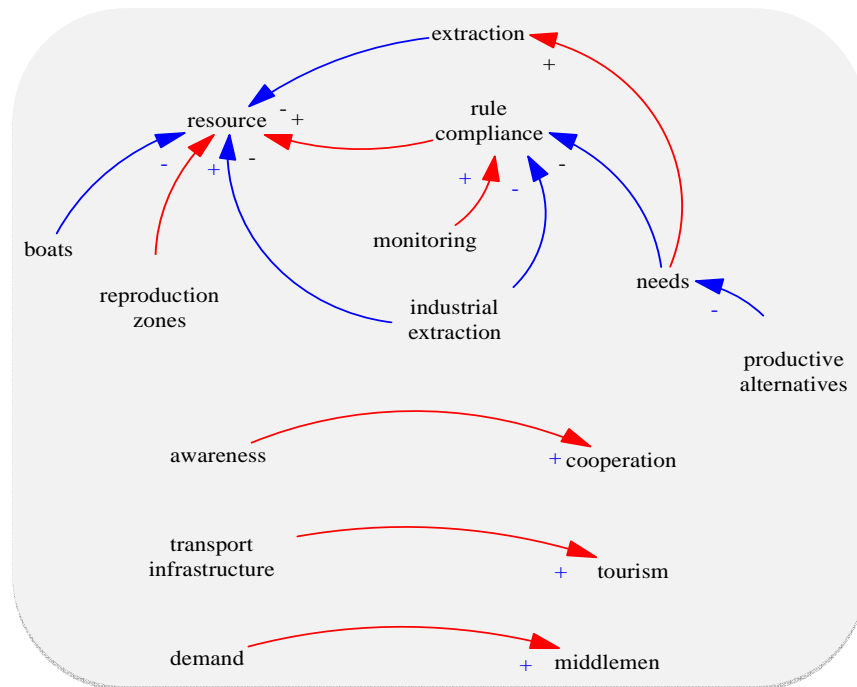 extraction
+
-
+
resource
rule
compliance
-
+
-
+
-
-
monitoring
boats
needs
reproduction
zones
industrial
extraction
-
productive
alternatives
awareness
+ cooperation
transport
infrastructure
+ tourism
demand
+ middlemen